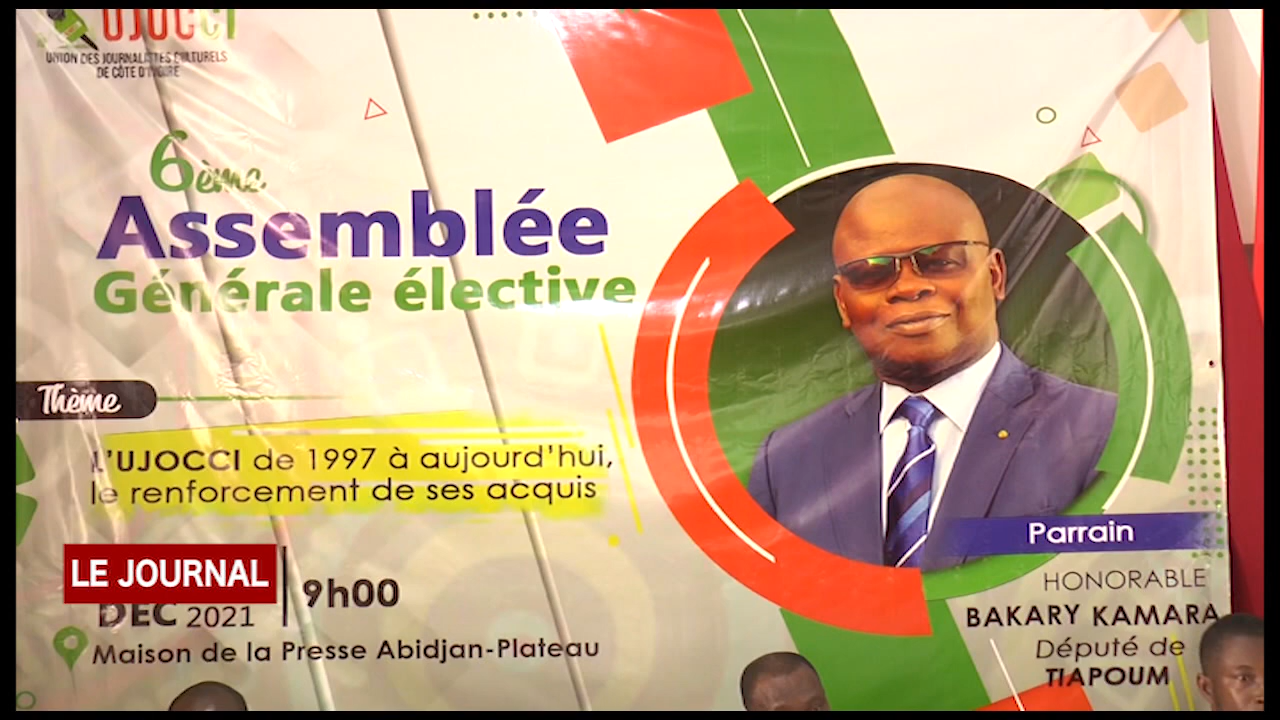 UJOCCI
UNION DES JOURNALISTES CULTURELS
DE CÔTE D'IVOIRE
6ème
Assemblée
Générale élective
Thème
L'UJOCCI de 1997 à aujourd'hui,
le renforcement de ses acquis
LE JOURNAL
DEC 2021
9h00
Maison de la Presse Abidjan-Plateau
Parrain
HONORABLE
BAKARY KAMARA
Député de
TIAPOUM